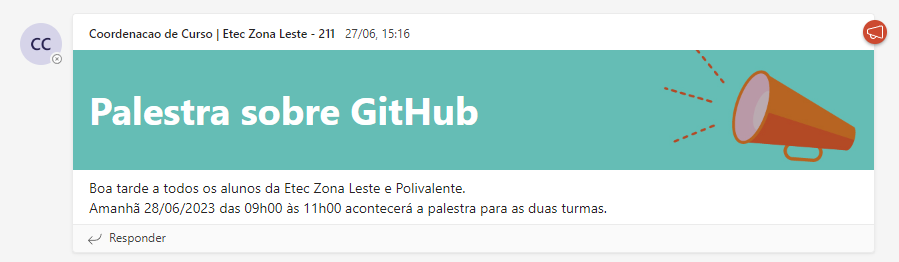 CC
Coordenacao de Curso | Etec Zona Leste - 211 27/06, 15:16
Palestra sobre GitHub
Boa tarde a todos os alunos da Etec Zona Leste e Polivalente.
Amanhã 28/06/2023 das 09h00 às 11h00 acontecerá a palestra para as duas turmas.
Responder